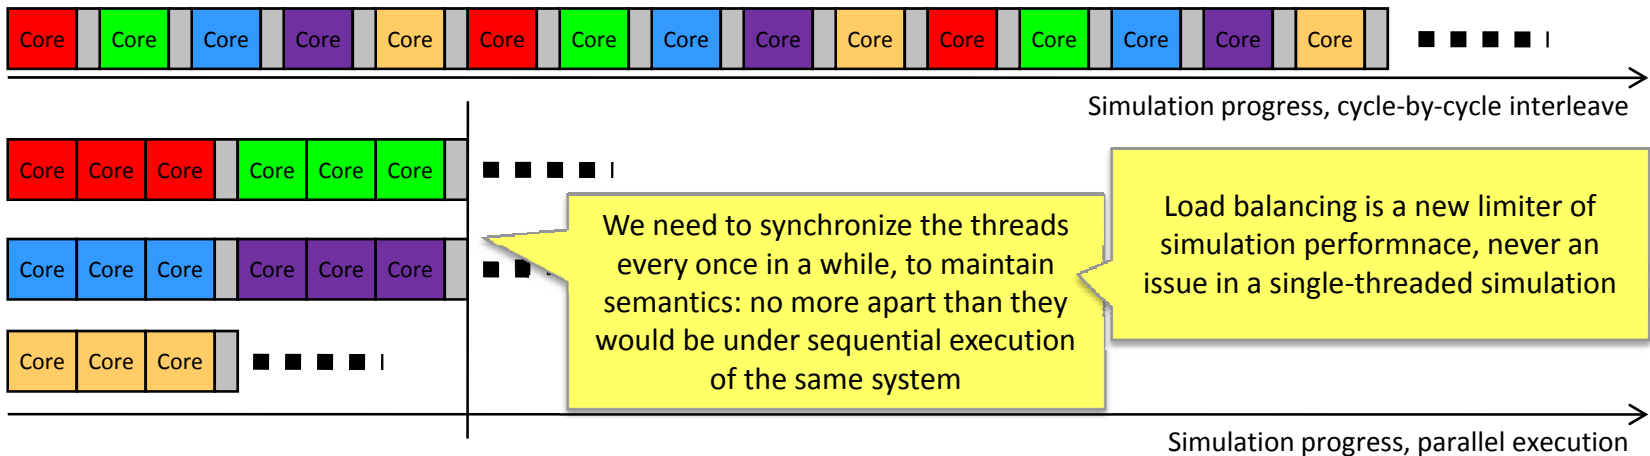 Core Core Core Core Core Core Core Core Core Core Core Core Core Core Core
Simulation progress, cycle-by-cycle interleave
Core Core Core Core Core Core
Core Core Core Core Core Core
Core Core Core
We need to synchronize the threads
every once in a while, to maintain
semantics: no more apart than they
would be under sequential execution
of the same system
Load balancing is a new limiter of
simulation performnace, never an
issue in a single-threaded simulation
Simulation progress, parallel execution